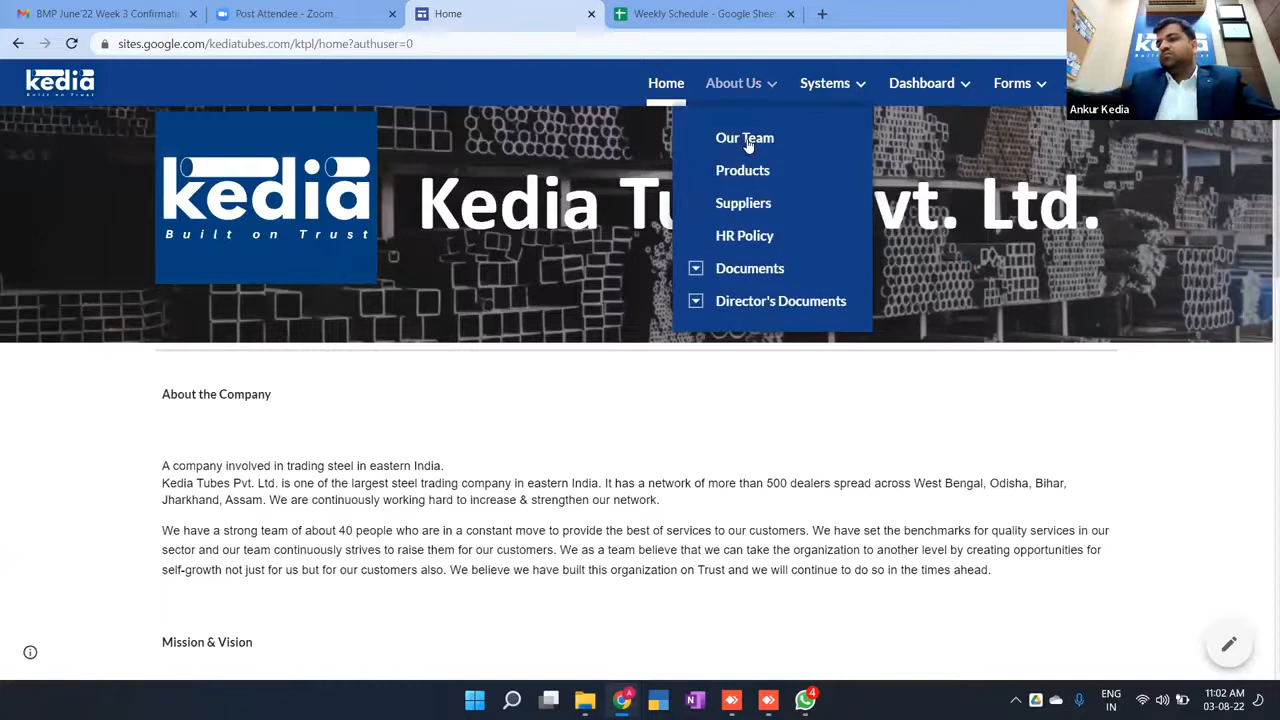 BMP June'22 Week 3 Confirmati
Post Attendee - Zoom
Home
Weekly Schedule - Google Shee
sites.google.com/kediatubes.com/ktpl/home?authuser=0
kedia
Built on Trust
Home
About Us
Systems
Dashboard
Forms
Ankur Kedia
Our Team
Products
Suppliers
HR Policy
Documents
Director's Documents
kedia
Built on Trust
Kedia Tu vt. Ltd.
About the Company
A company involved in trading steel in eastern India.
Kedia Tubes Pvt. Ltd. is one of the largest steel trading company in eastern India. It has a network of more than 500 dealers spread across West Bengal, Odisha, Bihar,
Jharkhand, Assam. We are continuously working hard to increase & strengthen our network.
We have a strong team of about 40 people who are in a constant move to provide the best of services to our customers. We have set the benchmarks for quality services in our
sector and our team continuously strives to raise them for our customers. We as a team believe that we can take the organization to another level by creating opportunities for
self-growth not just for us but for our customers also. We believe we have built this organization on Trust and we will continue to do so in the times ahead.
Mission & Vision
4
ENG
IN
11:02 AM
03-08-22